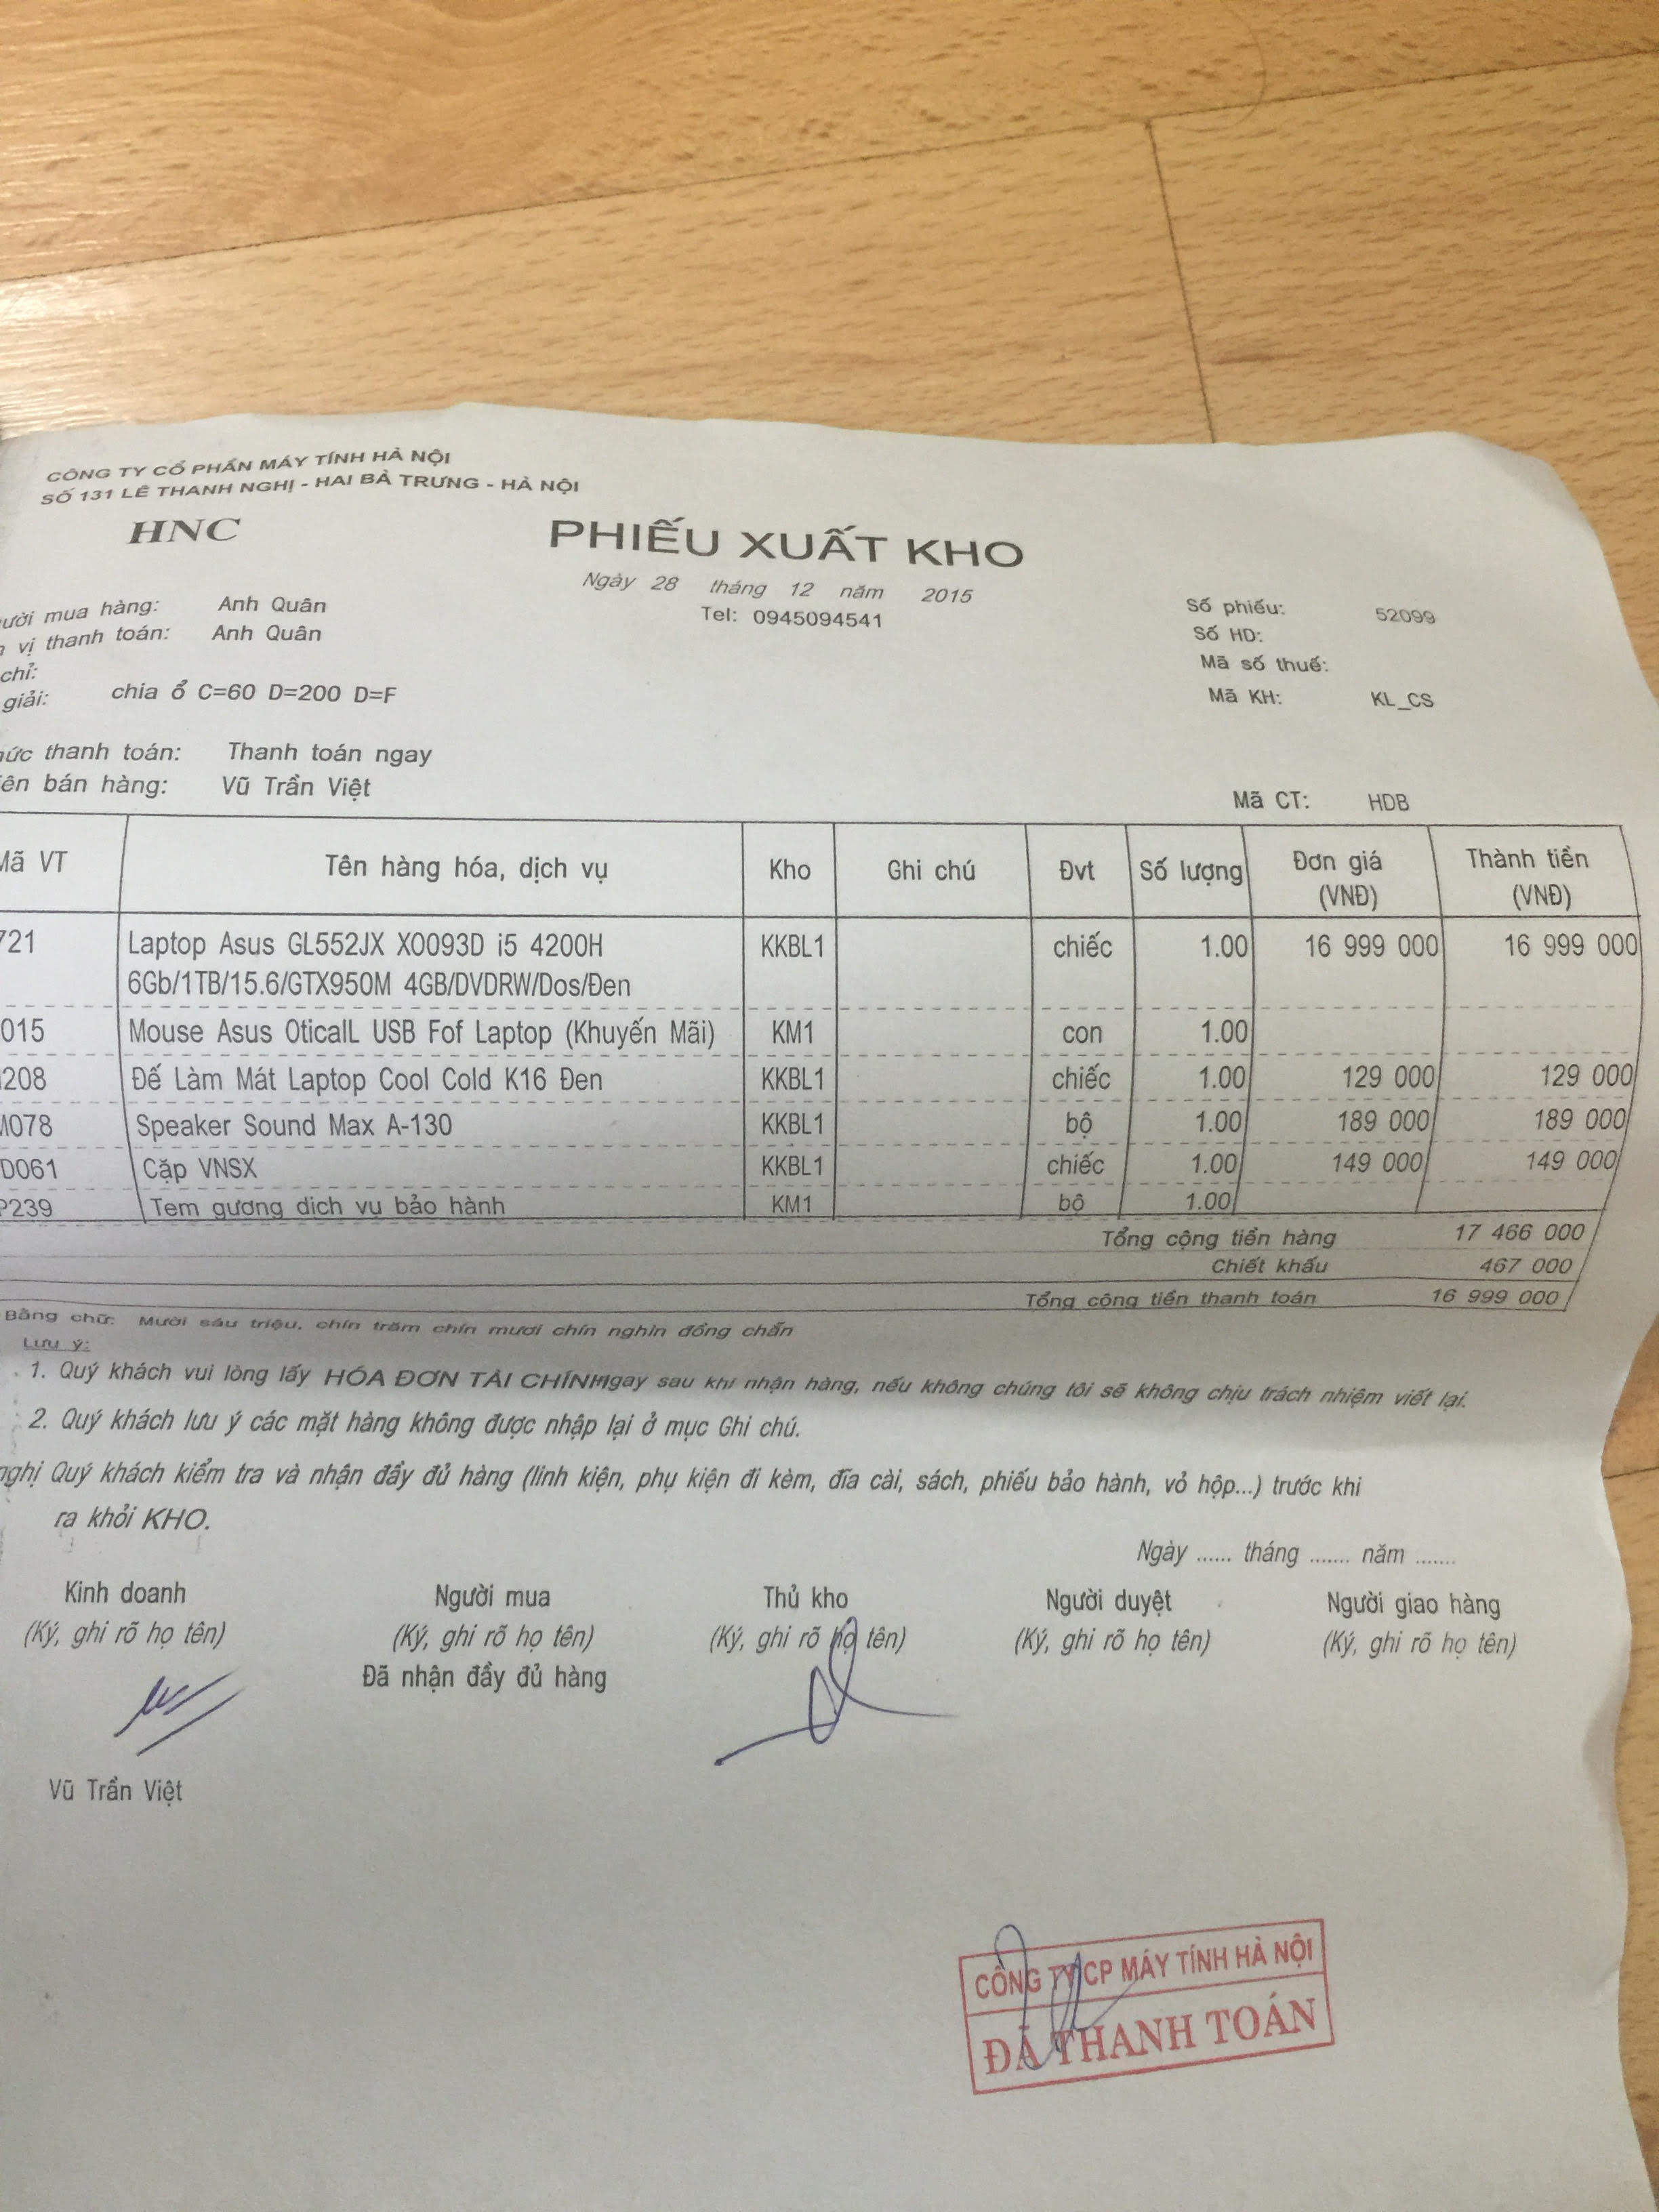 CÔNG TY CỔ PHẦN MÁY TÍNH HÀ NỘI
SỐ 131 LÊ THANH NGHỊ - HAI BÀ TRƯNG - HÀ NỘI
HNC
PHIẾU XUẤT KHO
Ngày 28 tháng 12 năm 2015
Tel: 0945094541
ười mua hàng: Anh Quân
vị thanh toán: Anh Quân
chỉ:
giải: chia ổ C=60 D=200 D=F
ức thanh toán: Thanh toán ngay
ên bán hàng: Vũ Trần Việt
Số phiếu: 52099
Số HD:
Mã số thuế:
Mã KH: KL_CS
Mã CT: HDB
Mã VT Tên hàng hóa, dịch vụ Kho Ghi chú Đvt Số lượng Đơn giá (VNĐ) Thành tiền (VNĐ)
721 Laptop Asus GL552JX XO093D i5 4200H KKBL1 chiếc 1.00 16 999 000 16 999 000
6Gb/1TB/15.6/GTX950M 4GB/DVDRW/Dos/Đen
015 Mouse Asus OticalL USB Fof Laptop (Khuyến Mãi) KM1 con 1.00
208 Đế Làm Mát Laptop Cool Cold K16 Đen KKBL1 chiếc 1.00 129 000 129 000
M078 Speaker Sound Max A-130 KKBL1 bộ 1.00 189 000 189 000
D061 Cặp VNSX KKBL1 chiếc 1.00 149 000 149 000
P239 Tem gương dịch vụ bảo hành KM1 bộ 1.00
Tổng cộng tiền hàng 17 466 000
Chiết khấu 467 000
Tổng cộng tiền thanh toán 16 999 000
Bằng chữ: Mười sáu triệu, chín trăm chín mươi chín nghìn đồng chẵn
Lưu ý:
1. Quý khách vui lòng lấy HÓA ĐƠN TÀI CHÍNH ngay sau khi nhận hàng, nếu không chúng tôi sẽ không chịu trách nhiệm viết lại.
2. Quý khách lưu ý các mặt hàng không được nhập lại ở mục Ghi chú.
nghị Quý khách kiểm tra và nhận đầy đủ hàng (linh kiện, phụ kiện đi kèm, đĩa cài, sách, phiếu bảo hành, vỏ hộp...) trước khi
ra khỏi KHO.
Ngày ...... tháng ....... năm .......
Kinh doanh Người mua Thủ kho Người duyệt Người giao hàng
(Ký, ghi rõ họ tên) (Ký, ghi rõ họ tên) (Ký, ghi rõ họ tên) (Ký, ghi rõ họ tên) (Ký, ghi rõ họ tên)
Đã nhận đầy đủ hàng
Vũ Trần Việt
CÔNG TY CP MÁY TÍNH HÀ NỘI
ĐÃ THANH TOÁN